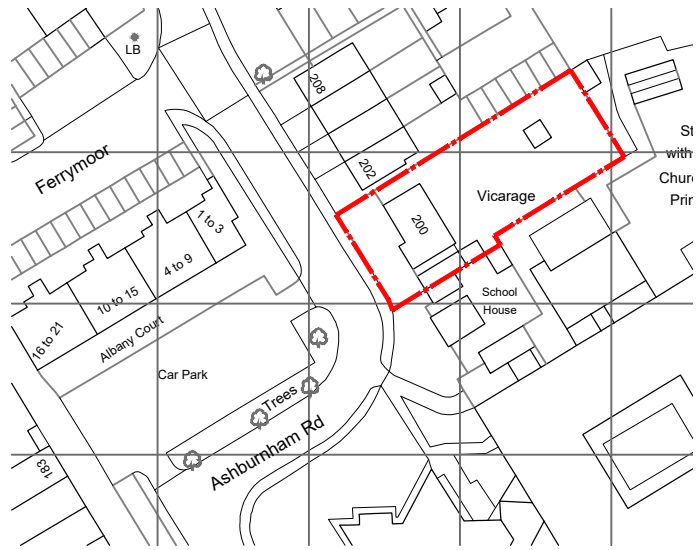 LB
208
St
with
Ferrymoor
202
Vicarage
Churc
Prin
1 to 3
200
4 to 9
10 to 15
School
House
16 to 21
Albany Court
Car Park
Trees
Ashburnham Rd
183